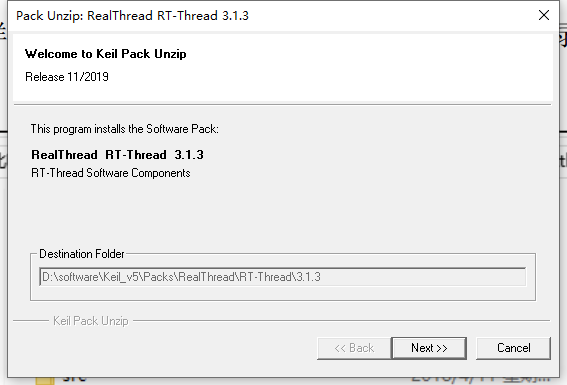 Pack Unzip: RealThread RT-Thread 3.1.3
Welcome to Keil Pack Unzip
Release 11/2019
This program installs the Software Pack:
RealThread RT-Thread 3.1.3
RT-Thread Software Components
Destination Folder
D:\software\Keil_v5\Packs\RealThread\RT-Thread\3.1.3
Keil Pack Unzip
<< Back
Next >>
Cancel